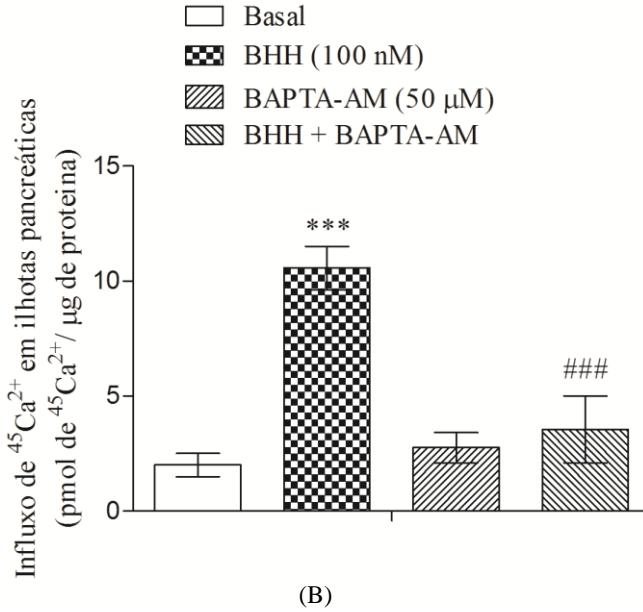 Basal
BHH (100 nM)
BAPTA-AM (50 µM)
BHH + BAPTA-AM
Influxo de ⁴⁵Ca²⁺ em ilhotas pancreáticas
(pmol de ⁴⁵Ca²⁺/ µg de proteina)
15
10
5
0
***
###
(B)